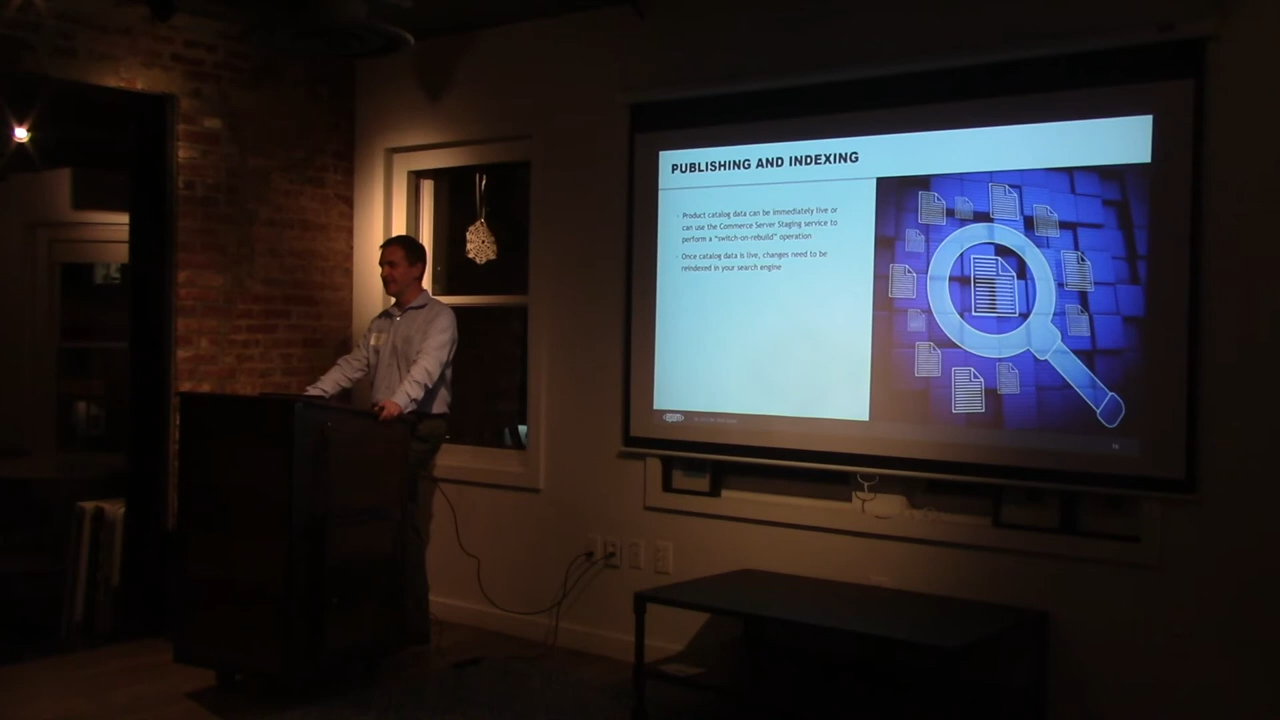 PUBLISHING AND INDEXING
Product catalog data can be immediately live or
can use the Commerce Server Staging service to
perform a "switch-on-rebuild" operation
Once catalog data is live, changes need to be
reindexed in your search engine
<epam>